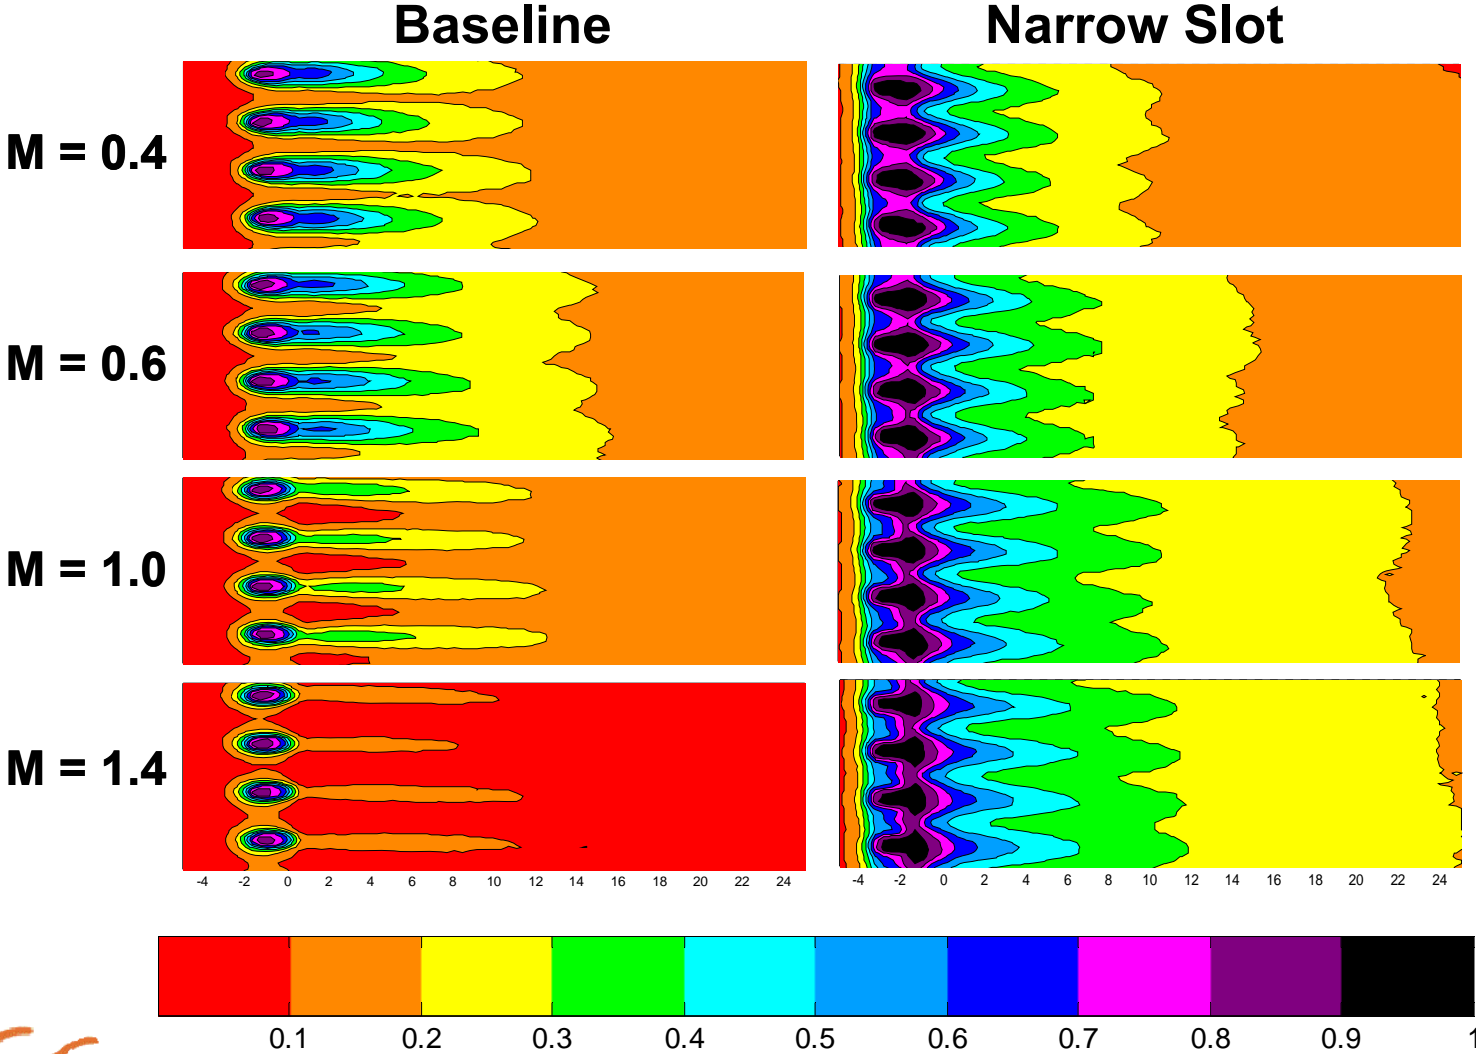 Baseline Narrow Slot
M = 0.4
M = 0.6
M = 1.0
M = 1.4
-4 -2 0 2 4 6 8 10 12 14 16 18 20 22 24 -4 -2 0 2 4 6 8 10 12 14 16 18 20 22 24
0.1 0.2 0.3 0.4 0.5 0.6 0.7 0.8 0.9 1